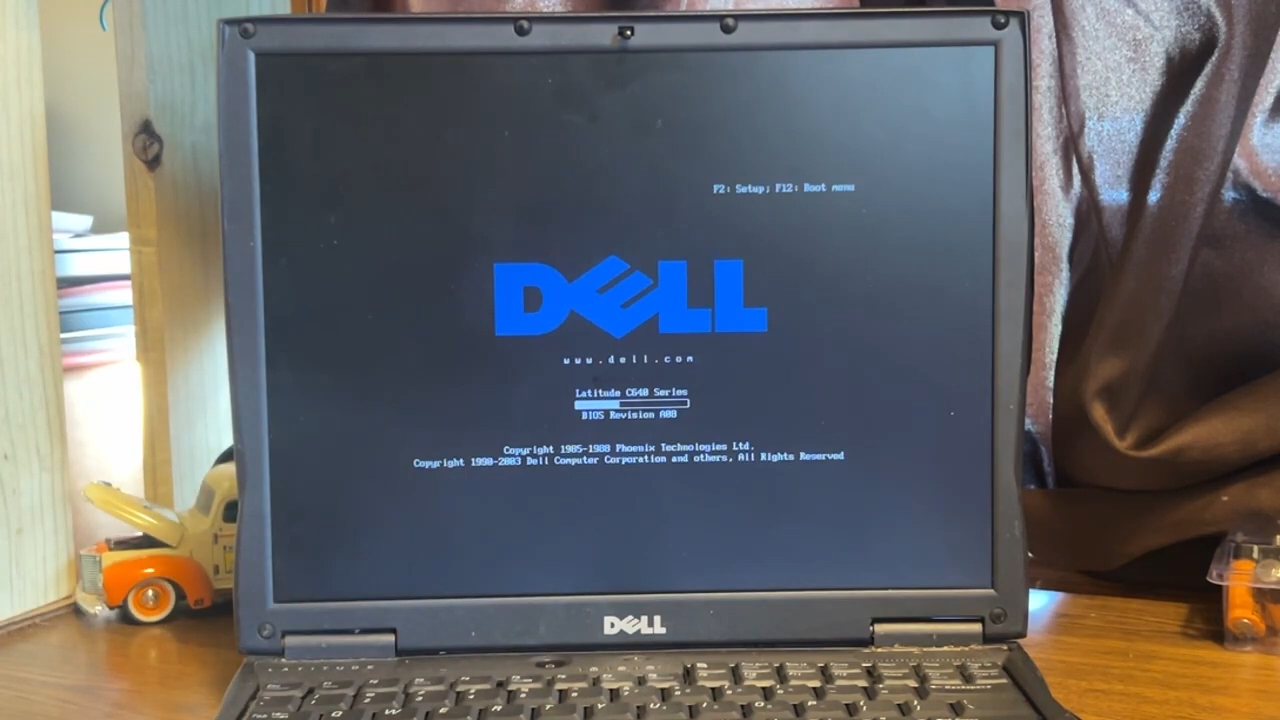 F2: Setup; F12: Boot menu
DELL
www.dell.com
Latitude C640 Series
BIOS Revision A08
Copyright 1985-1988 Phoenix Technologies Ltd.
Copyright 1990-2003 Dell Computer Corporation and others, All Rights Reserved
DELL